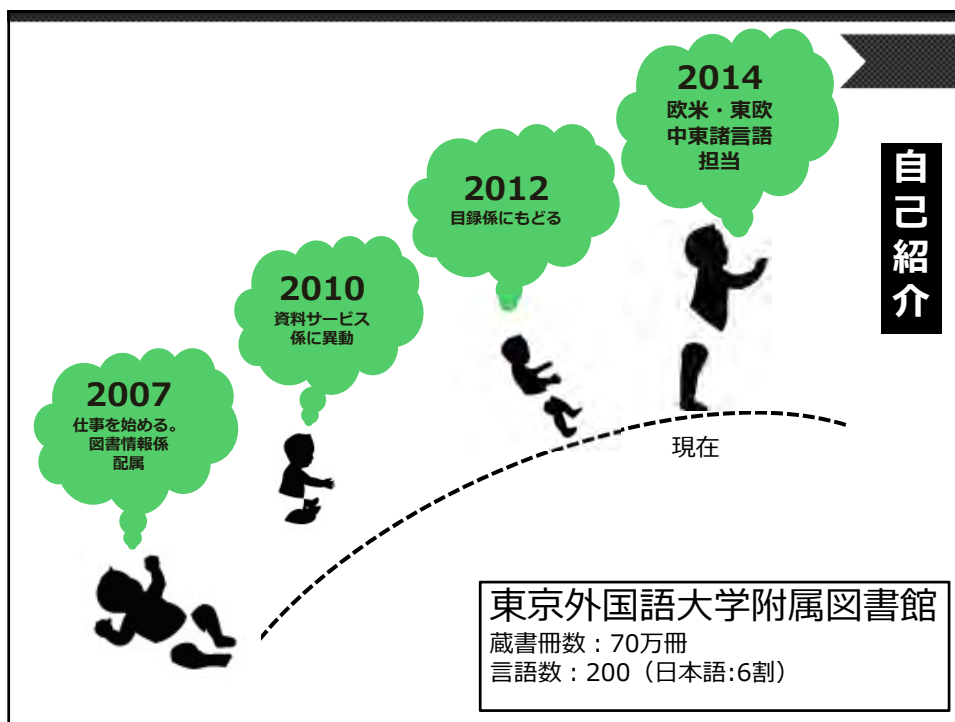 自己紹介
2007
仕事を始める。
図書情報係
配属
2010
資料サービス
係に異動
2012
目録係にもどる
2014
欧米・東欧
中東諸言語
担当
現在
東京外国語大学附属図書館
蔵書冊数：70万冊
言語数：200（日本語:6割）